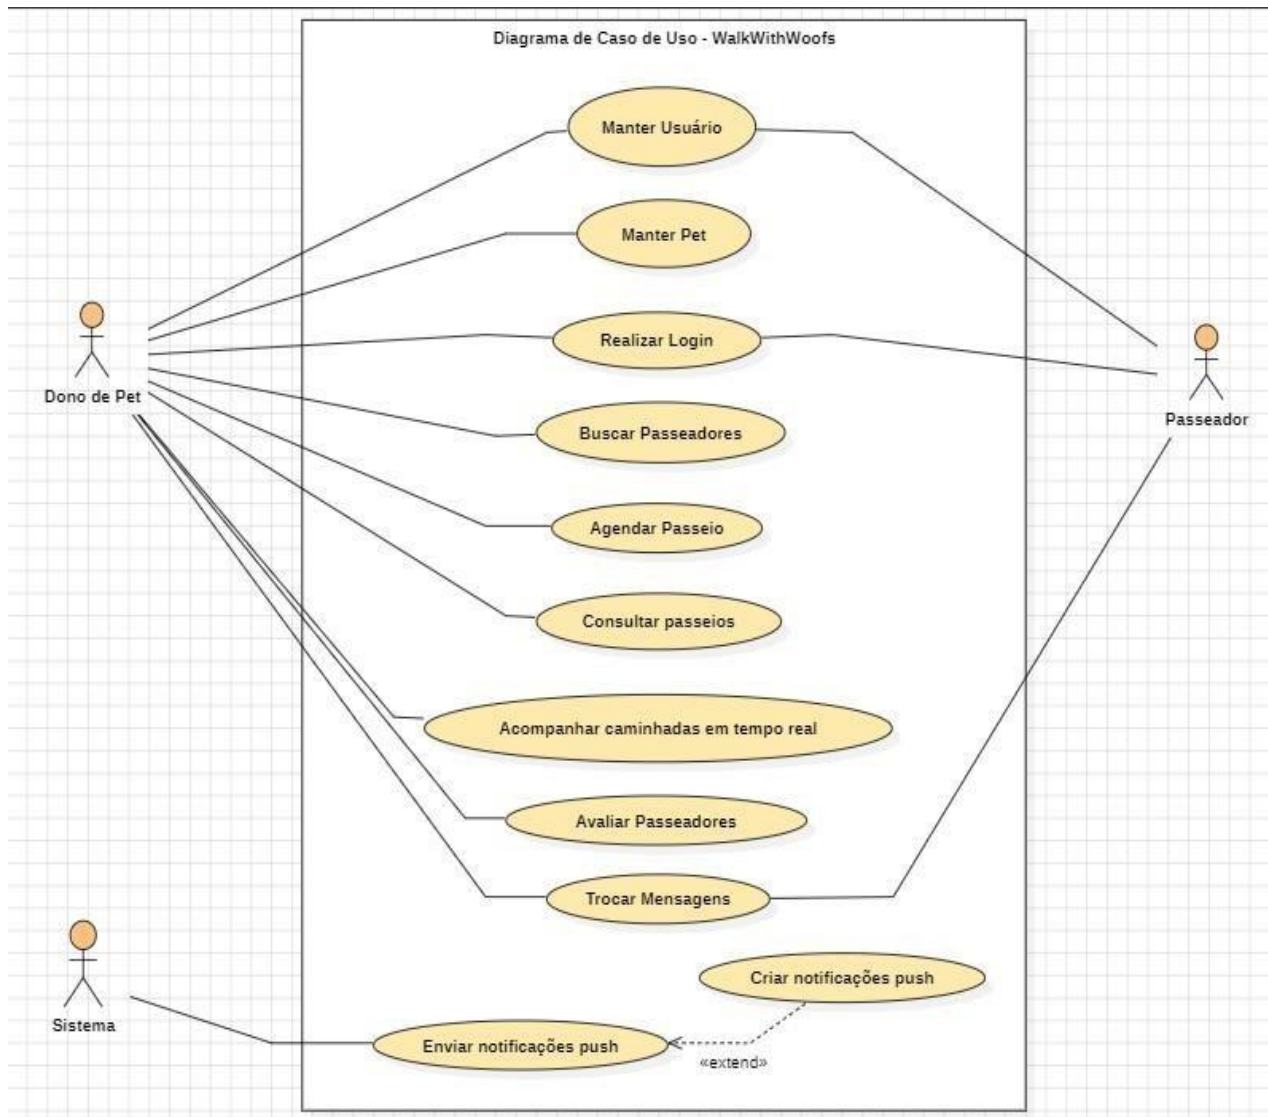 Diagrama de Caso de Uso - WalkWithWoofs
Manter Usuário
Manter Pet
Realizar Login
Dono de Pet
Passeador
Buscar Passeadores
Agendar Passeio
Consultar passeios
Acompanhar caminhadas em tempo real
Avaliar Passeadores
Trocar Mensagens
Criar notificações push
Sistema
Enviar notificações push
«extend»